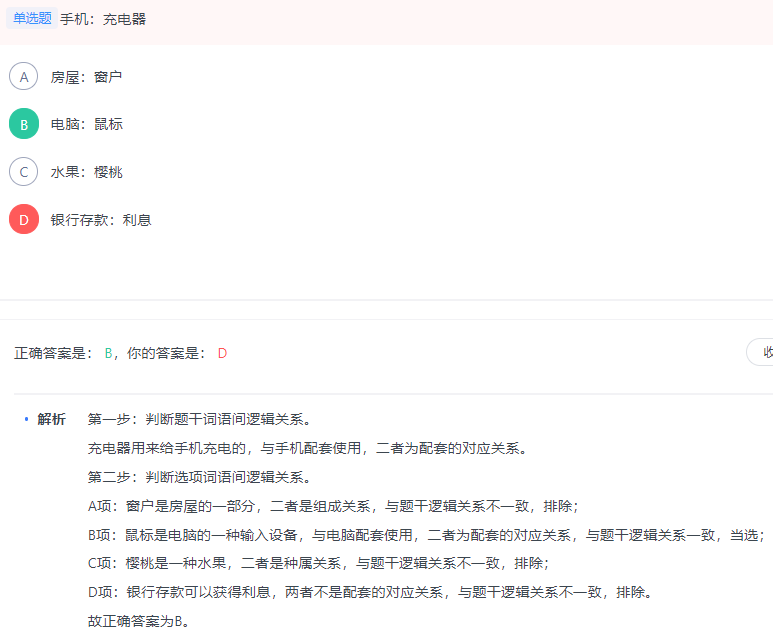 单选题 手机：充电器
A 房屋：窗户
B 电脑：鼠标
C 水果：樱桃
D 银行存款：利息
正确答案是： B，你的答案是： D
收
• 解析 第一步：判断题干词语间逻辑关系。
充电器用来给手机充电的，与手机配套使用，二者为配套的对应关系。
第二步：判断选项词语间逻辑关系。
A项：窗户是房屋的一部分，二者是组成关系，与题干逻辑关系不一致，排除；
B项：鼠标是电脑的一种输入设备，与电脑配套使用，二者为配套的对应关系，与题干逻辑关系一致，当选；
C项：樱桃是一种水果，二者是种属关系，与题干逻辑关系不一致，排除；
D项：银行存款可以获得利息，两者不是配套的对应关系，与题干逻辑关系不一致，排除。
故正确答案为B。